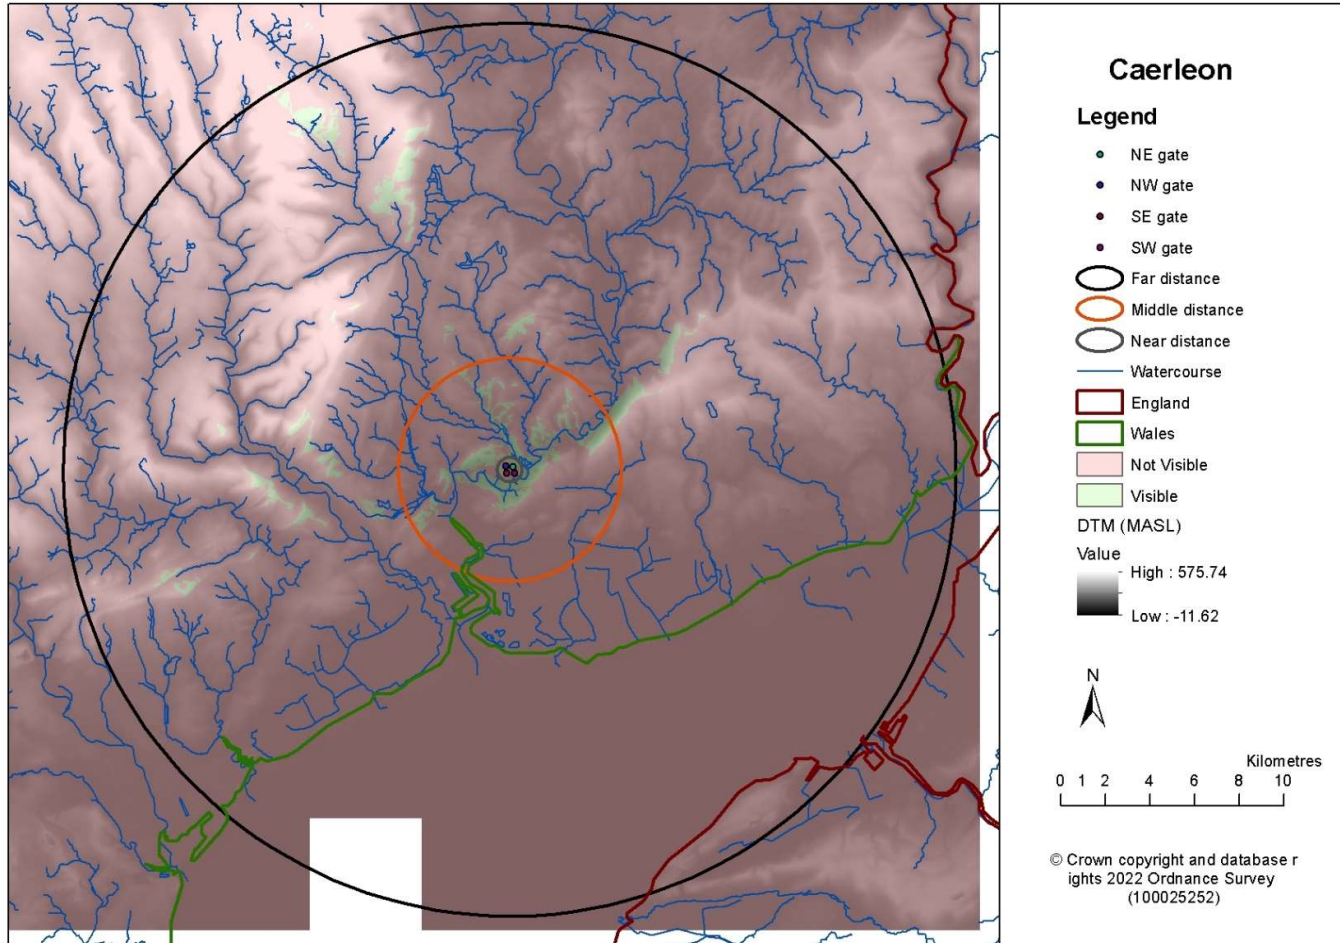 Caerleon
Legend
NE gate
NW gate
SE gate
SW gate
Far distance
Middle distance
Near distance
Watercourse
England
Wales
Not Visible
Visible
DTM (MASL)
Value
High : 575.74
Low : -11.62
N
Kilometres
0 1 2 4 6 8 10
© Crown copyright and database r
ights 2022 Ordnance Survey
(100025252)